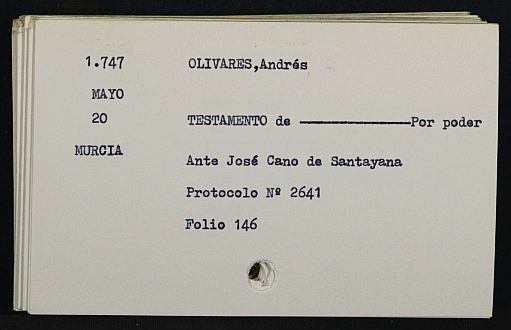 1.747 OLIVARES,Andrés
MAYO
20 TESTAMENTO de ——————————Por poder
MURCIA
Ante José Cano de Santayana
Protocolo Nº 2641
Folio 146